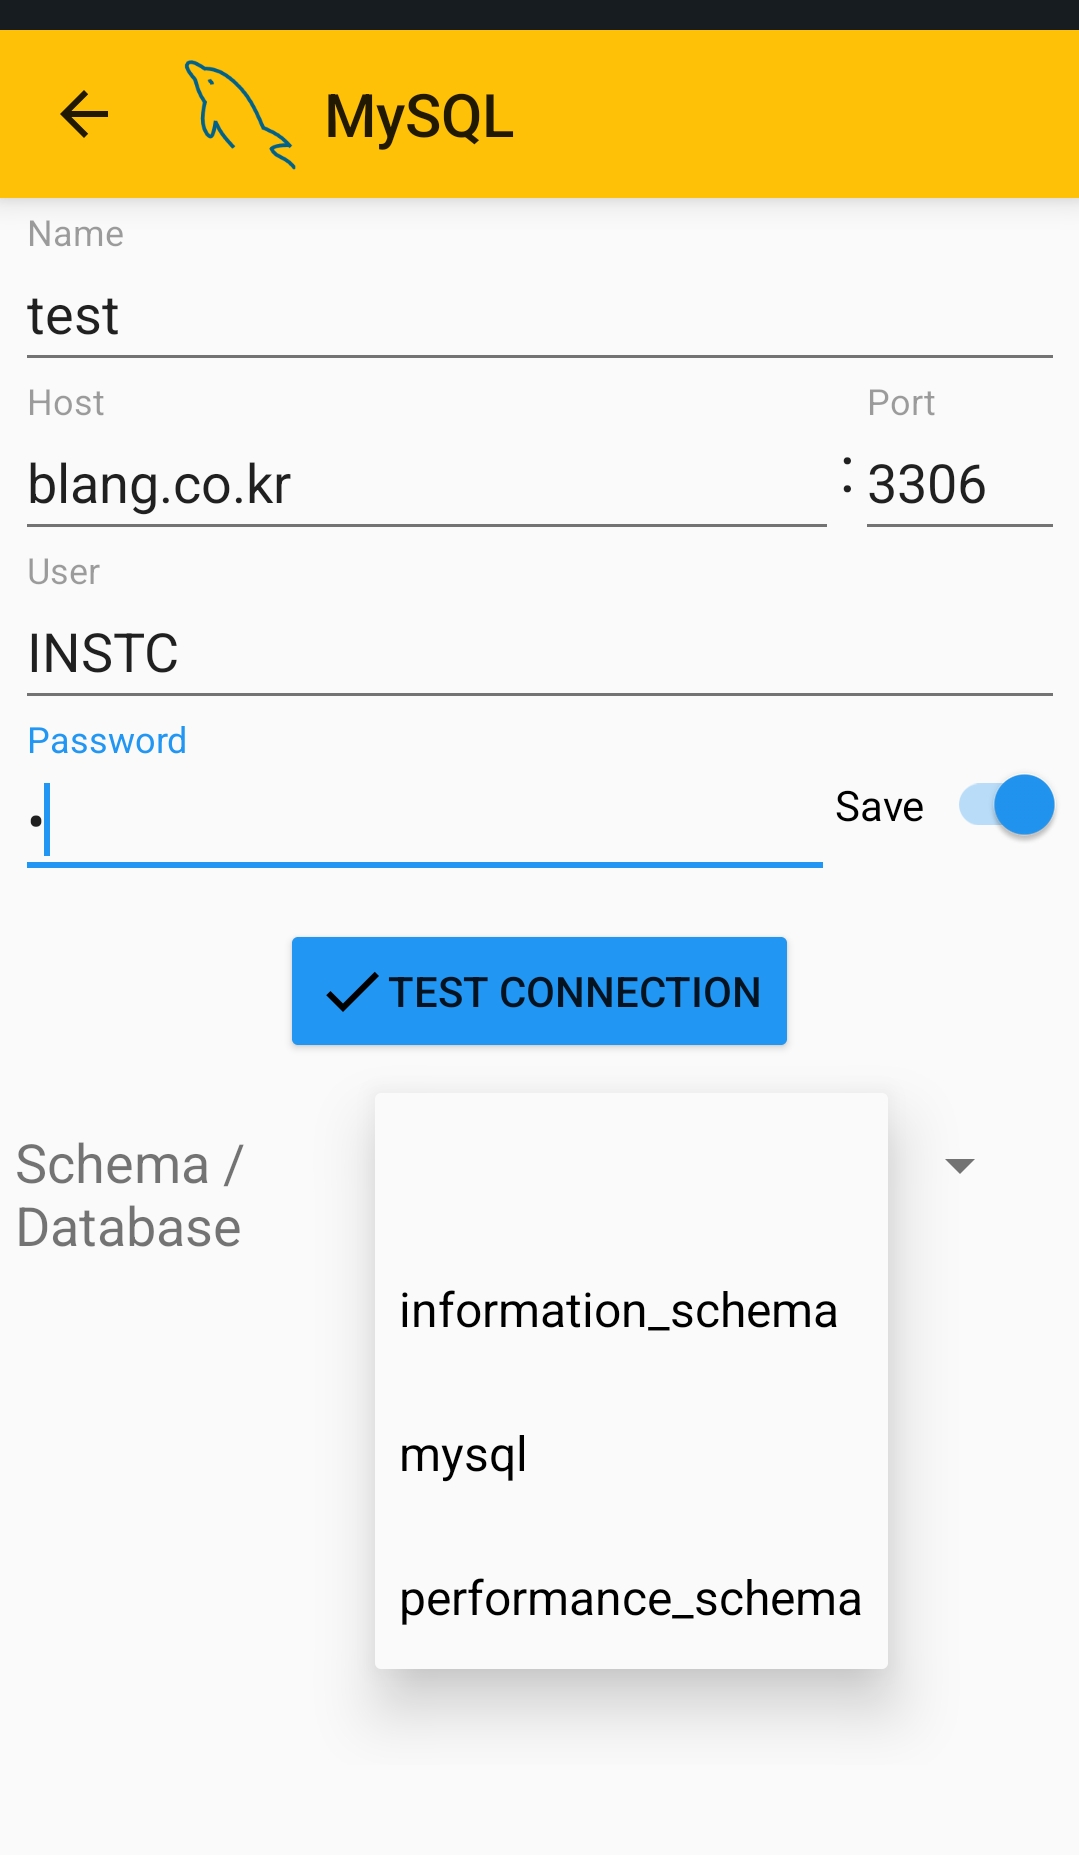 MySQL
Name
test
Host
Port
blang.co.kr
:
3306
User
INSTC
Password
•
Save
TEST CONNECTION
Schema /
Database
information_schema
mysql
performance_schema